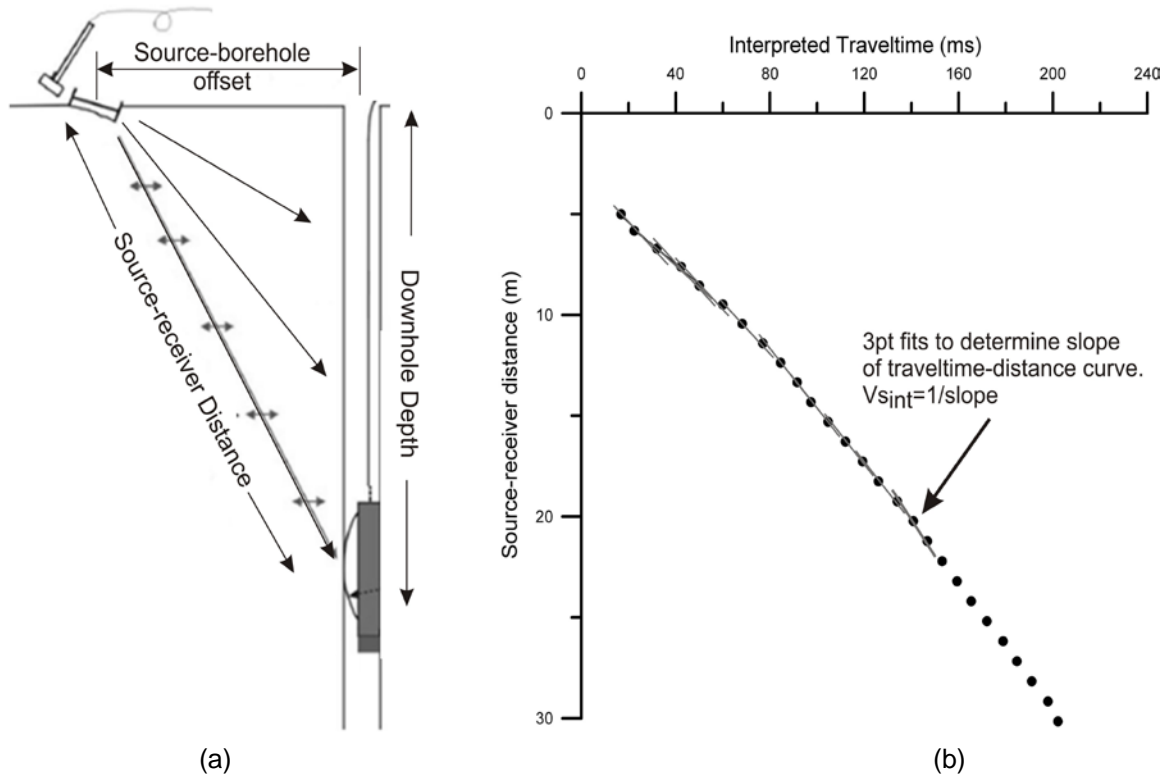 Source-borehole
offset
Source-receiver Distance
Downhole Depth
(a)
Interpreted Traveltime (ms)
0 40 80 120 160 200 240
0
10
20
30
Source-receiver distance (m)
3pt fits to determine slope
of traveltime-distance curve.
Vsint=1/slope
(b)